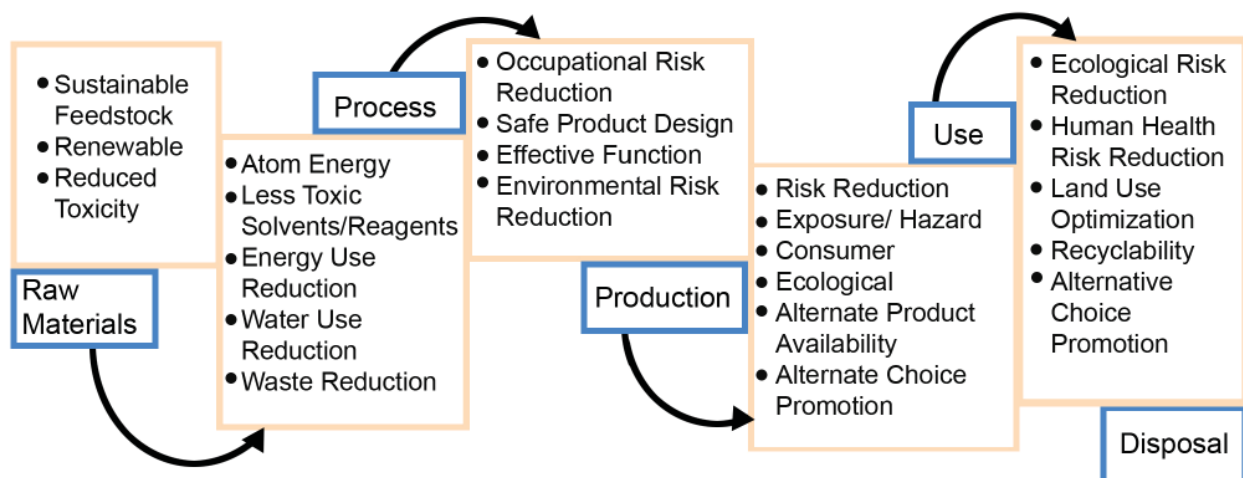 ● Sustainable
Feedstock
● Renewable
● Reduced
Toxicity
Raw
Materials
● Atom Energy
● Less Toxic
Solvents/Reagents
● Energy Use
Reduction
● Water Use
Reduction
● Waste Reduction
Process
● Occupational Risk
Reduction
● Safe Product Design
● Effective Function
● Environmental Risk
Reduction
Production
● Risk Reduction
● Exposure/ Hazard
● Consumer
● Ecological
● Alternate Product
Availability
● Alternate Choice
Promotion
Use
● Ecological Risk
Reduction
● Human Health
Risk Reduction
● Land Use
Optimization
● Recyclability
● Alternative
Choice
Promotion
Disposal